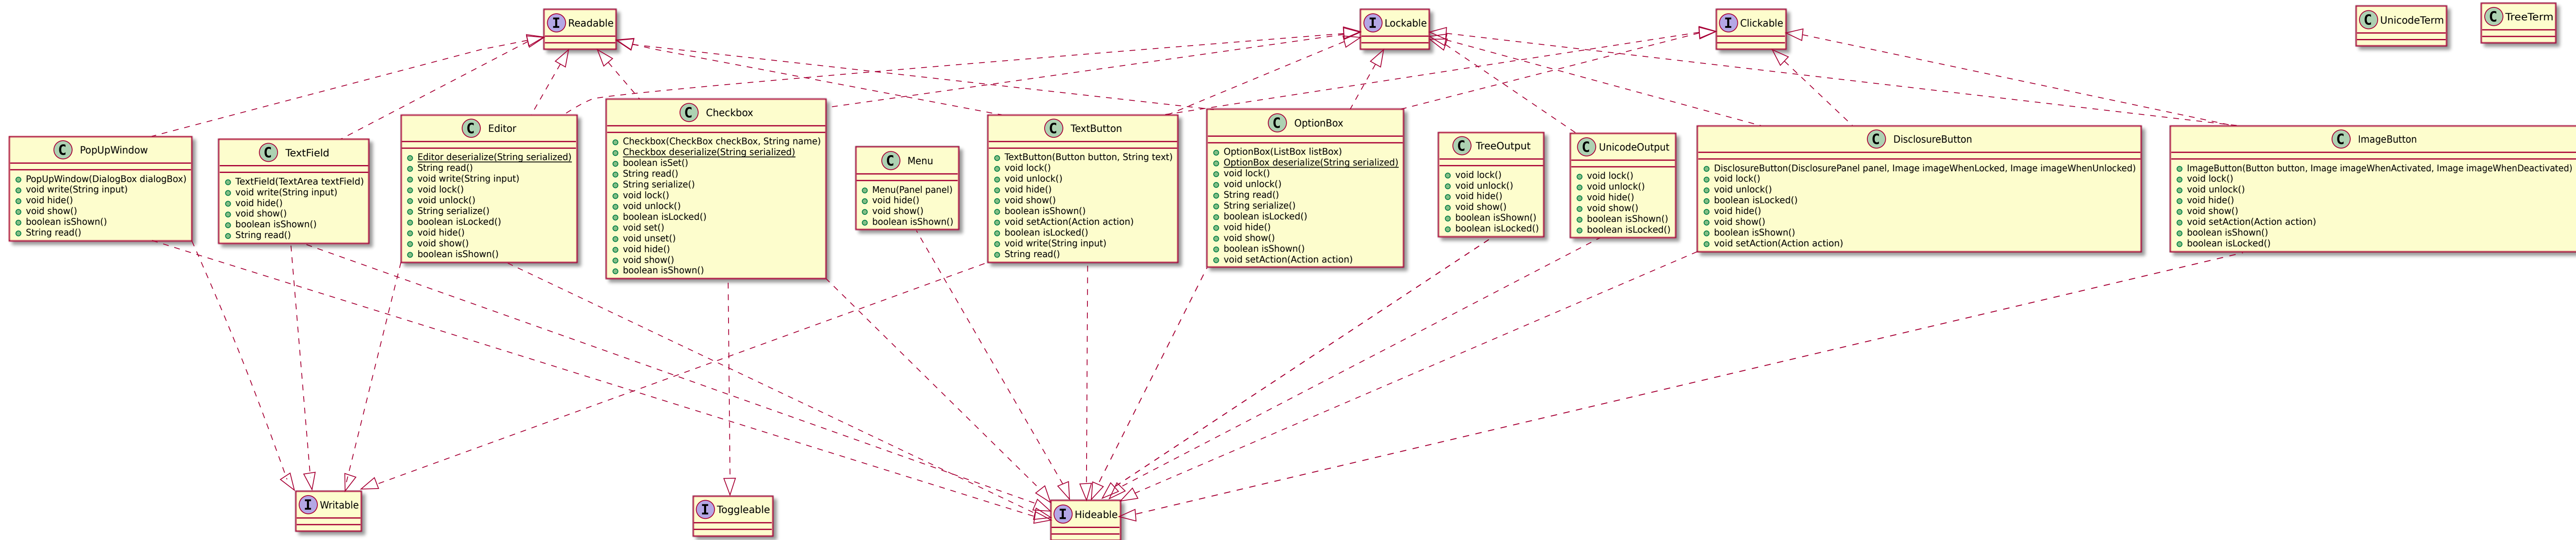 I Readable
I Lockable
I Clickable
C UnicodeTerm
C TreeTerm
C PopUpWindow
PopUpWindow(DialogBox dialogBox)
void write(String input)
void hide()
void show()
boolean isShown()
String read()
C TextField
TextField(TextArea textField)
void write(String input)
void hide()
void show()
boolean isShown()
String read()
C Editor
Editor deserialize(String serialized)
String read()
void write(String input)
void lock()
void unlock()
String serialize()
boolean isLocked()
void hide()
void show()
boolean isShown()
C Checkbox
Checkbox(CheckBox checkBox, String name)
Checkbox deserialize(String serialized)
boolean isSet()
String read()
String serialize()
void lock()
void unlock()
boolean isLocked()
void set()
void unset()
void hide()
void show()
boolean isShown()
C Menu
Menu(Panel panel)
void hide()
void show()
boolean isShown()
C TextButton
TextButton(Button button, String text)
void lock()
void unlock()
void hide()
void show()
boolean isShown()
void setAction(Action action)
boolean isLocked()
void write(String input)
String read()
C OptionBox
OptionBox(ListBox listBox)
OptionBox deserialize(String serialized)
void lock()
void unlock()
String read()
String serialize()
boolean isLocked()
void hide()
void show()
boolean isShown()
void setAction(Action action)
C TreeOutput
void lock()
void unlock()
void hide()
void show()
boolean isShown()
boolean isLocked()
C UnicodeOutput
void lock()
void unlock()
void hide()
void show()
boolean isShown()
boolean isLocked()
C DisclosureButton
DisclosureButton(DisclosurePanel panel, Image imageWhenLocked, Image imageWhenUnlocked)
void lock()
void unlock()
boolean isLocked()
void hide()
void show()
boolean isShown()
void setAction(Action action)
C ImageButton
ImageButton(Button button, Image imageWhenActivated, Image imageWhenDeactivated)
void lock()
void unlock()
void hide()
void show()
void setAction(Action action)
boolean isShown()
boolean isLocked()
I Writable
I Toggleable
I Hideable